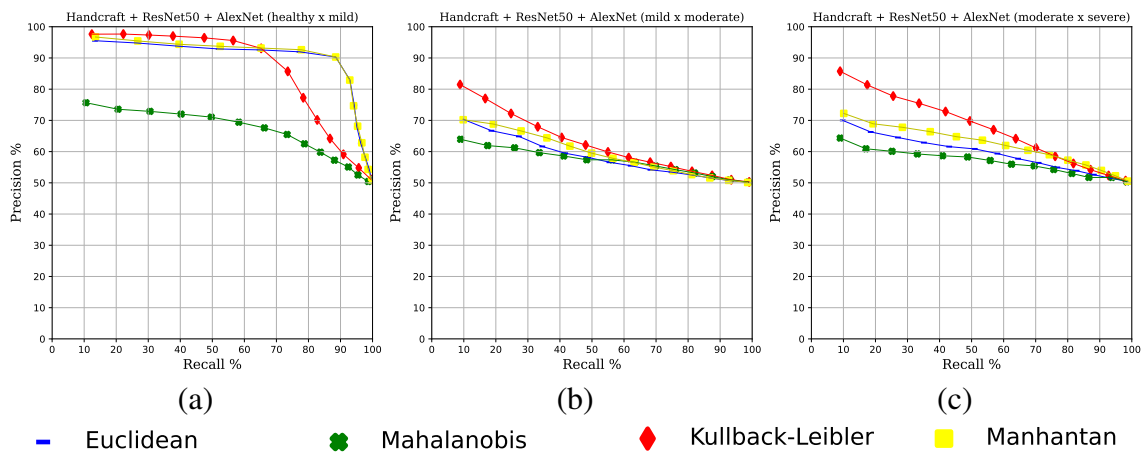 Handcraft + ResNet50 + AlexNet (healthy x mild)
Handcraft + ResNet50 + AlexNet (mild x moderate)
Handcraft + ResNet50 + AlexNet (moderate x severe)
100
90
80
70
60
50
40
30
20
10
0
Precision %
0 10 20 30 40 50 60 70 80 90 100
Recall %
100
90
80
70
60
50
40
30
20
10
0
Precision %
0 10 20 30 40 50 60 70 80 90 100
Recall %
100
90
80
70
60
50
40
30
20
10
0
Precision %
0 10 20 30 40 50 60 70 80 90 100
Recall %
(a) (b) (c)
Euclidean Mahalanobis Kullback-Leibler Manhantan